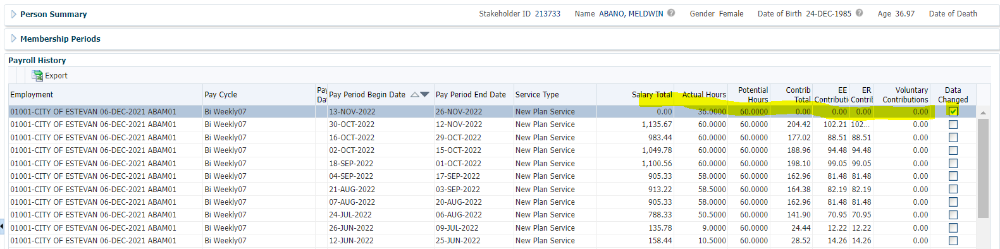 Person Summary Stakeholder ID 213733 Name ABANO, MELDWIN Gender Female Date of Birth 24-DEC-1985 Age 36.97 Date of Death
Membership Periods
Payroll History
Export
Employment Pay Cycle Pay Dat Pay Period Begin Date Pay Period End Date Service Type Salary Total Actual Hours Potential Hours Contrib Total EE Contributi ER Contril Voluntary Contributions Data Changed
01001-CITY OF ESTEVAN 06-DEC-2021 ABAM01 Bi Weekly07 13-NOV-2022 26-NOV-2022 New Plan Service 0.00 36.0000 60.0000 0.00 0.00 0.00 0.00
01001-CITY OF ESTEVAN 06-DEC-2021 ABAM01 Bi Weekly07 30-OCT-2022 12-NOV-2022 New Plan Service 1,135.67 60.0000 60.0000 204.42 102.21 102... 0.00
01001-CITY OF ESTEVAN 06-DEC-2021 ABAM01 Bi Weekly07 16-OCT-2022 29-OCT-2022 New Plan Service 983.44 60.0000 60.0000 177.02 88.51 88.51 0.00
01001-CITY OF ESTEVAN 06-DEC-2021 ABAM01 Bi Weekly07 02-OCT-2022 15-OCT-2022 New Plan Service 1,049.78 60.0000 60.0000 188.96 94.48 94.48 0.00
01001-CITY OF ESTEVAN 06-DEC-2021 ABAM01 Bi Weekly07 18-SEP-2022 01-OCT-2022 New Plan Service 1,100.56 60.0000 60.0000 198.10 99.05 99.05 0.00
01001-CITY OF ESTEVAN 06-DEC-2021 ABAM01 Bi Weekly07 04-SEP-2022 17-SEP-2022 New Plan Service 905.33 58.0000 60.0000 162.96 81.48 81.48 0.00
01001-CITY OF ESTEVAN 06-DEC-2021 ABAM01 Bi Weekly07 21-AUG-2022 03-SEP-2022 New Plan Service 913.22 58.5000 60.0000 164.38 82.19 82.19 0.00
01001-CITY OF ESTEVAN 06-DEC-2021 ABAM01 Bi Weekly07 07-AUG-2022 20-AUG-2022 New Plan Service 905.33 58.0000 60.0000 162.96 81.48 81.48 0.00
01001-CITY OF ESTEVAN 06-DEC-2021 ABAM01 Bi Weekly07 24-JUL-2022 06-AUG-2022 New Plan Service 788.33 50.5000 60.0000 141.90 70.95 70.95 0.00
01001-CITY OF ESTEVAN 06-DEC-2021 ABAM01 Bi Weekly07 26-JUN-2022 09-JUL-2022 New Plan Service 135.78 9.0000 60.0000 24.44 12.22 12.22 0.00
01001-CITY OF ESTEVAN 06-DEC-2021 ABAM01 Bi Weekly07 12-JUN-2022 25-JUN-2022 New Plan Service 158.44 10.5000 60.0000 28.52 14.26 14.26 0.00